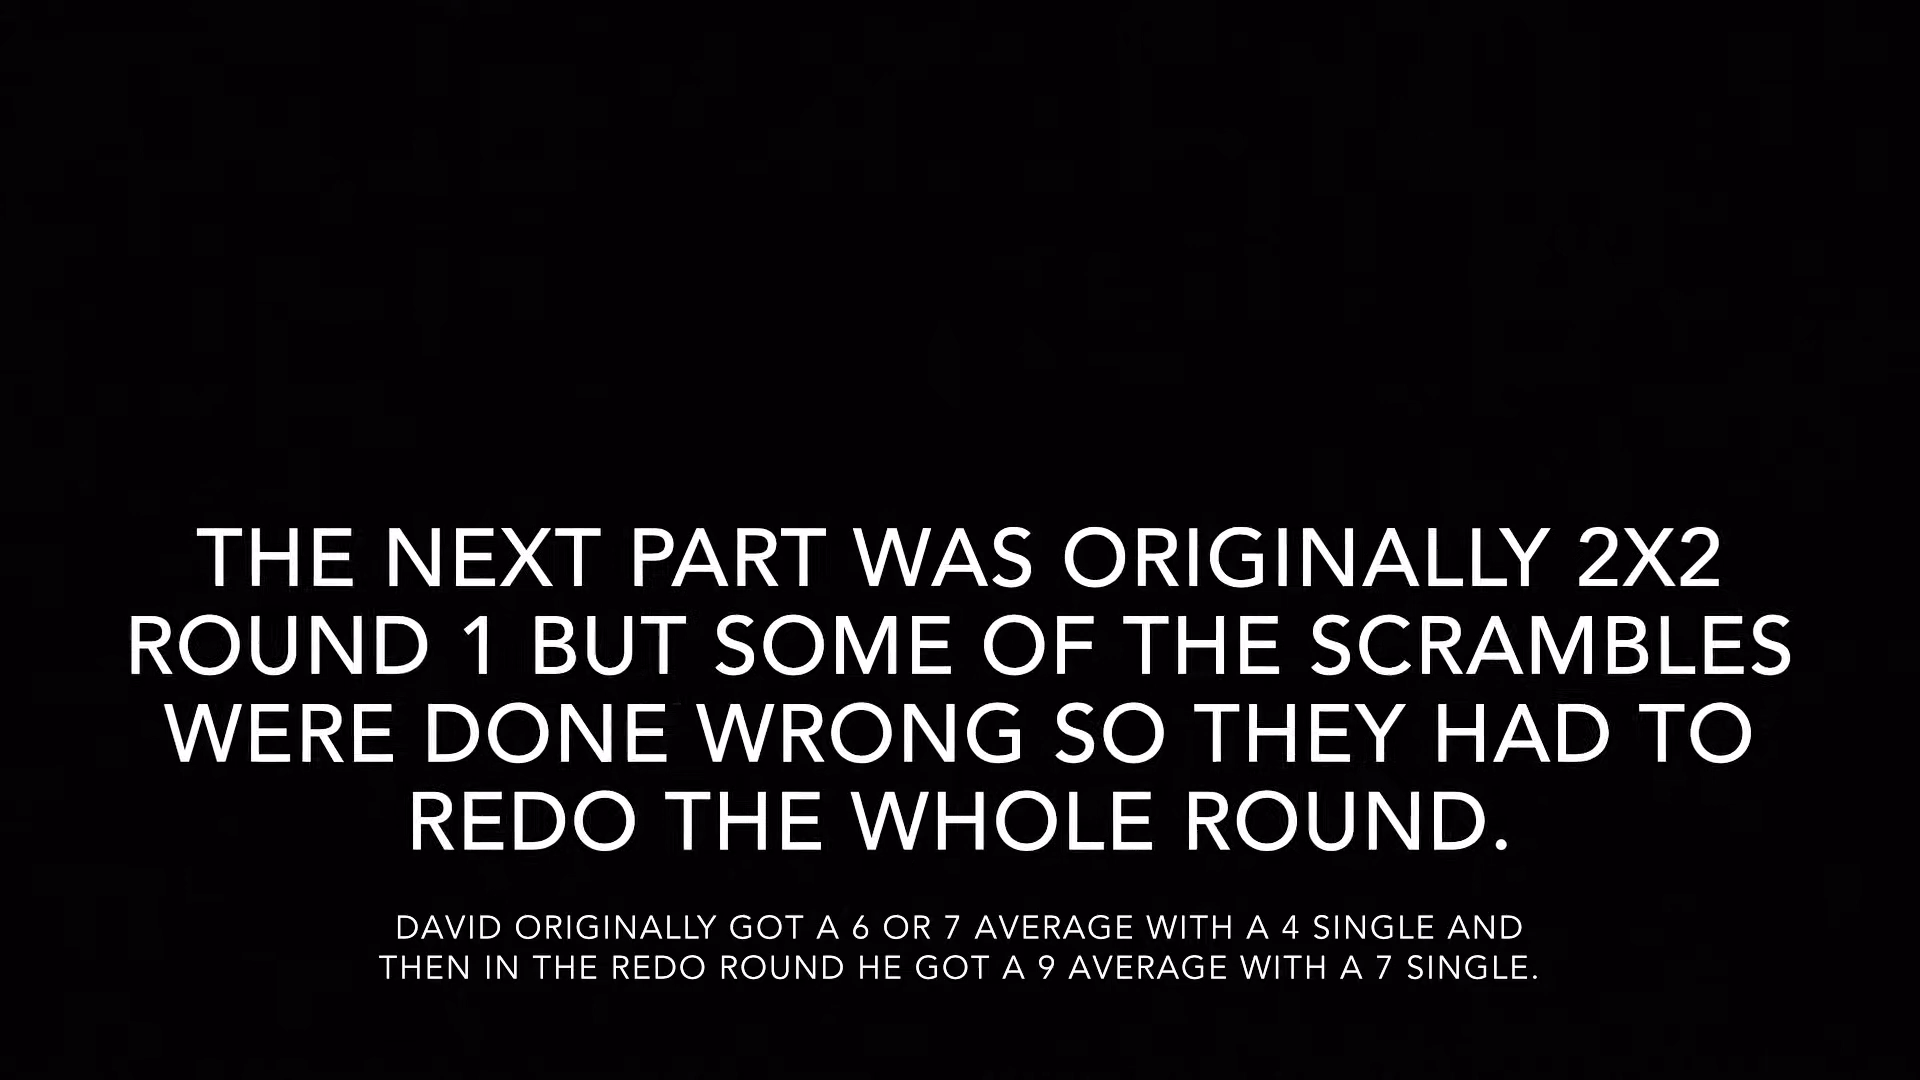 THE NEXT PART WAS ORIGINALLY 2X2
ROUND 1 BUT SOME OF THE SCRAMBLES
WERE DONE WRONG SO THEY HAD TO
REDO THE WHOLE ROUND.
DAVID ORIGINALLY GOT A 6 OR 7 AVERAGE WITH A 4 SINGLE AND
THEN IN THE REDO ROUND HE GOT A 9 AVERAGE WITH A 7 SINGLE.